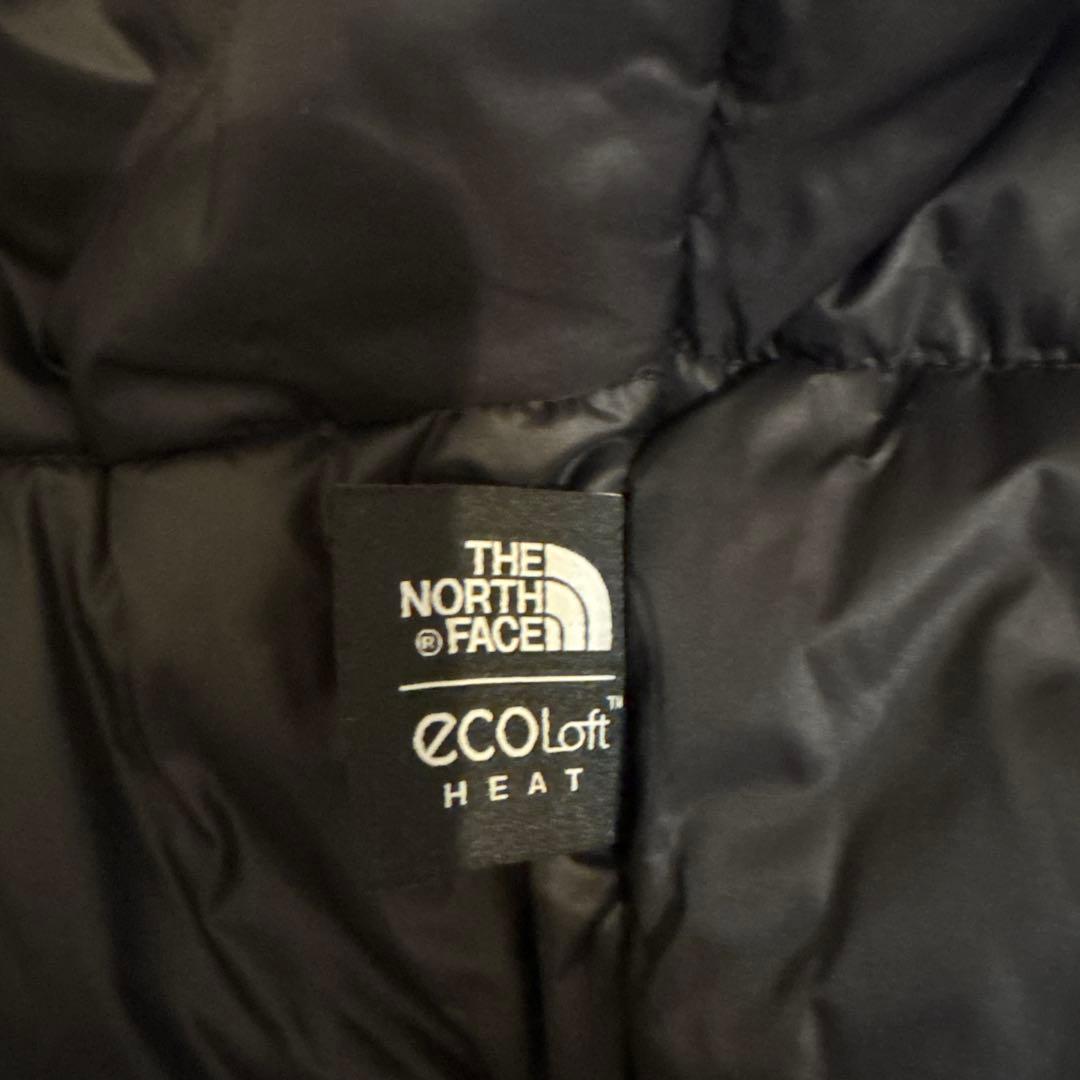 THE
NORTH
® FACE
ecoLoft™
HEAT